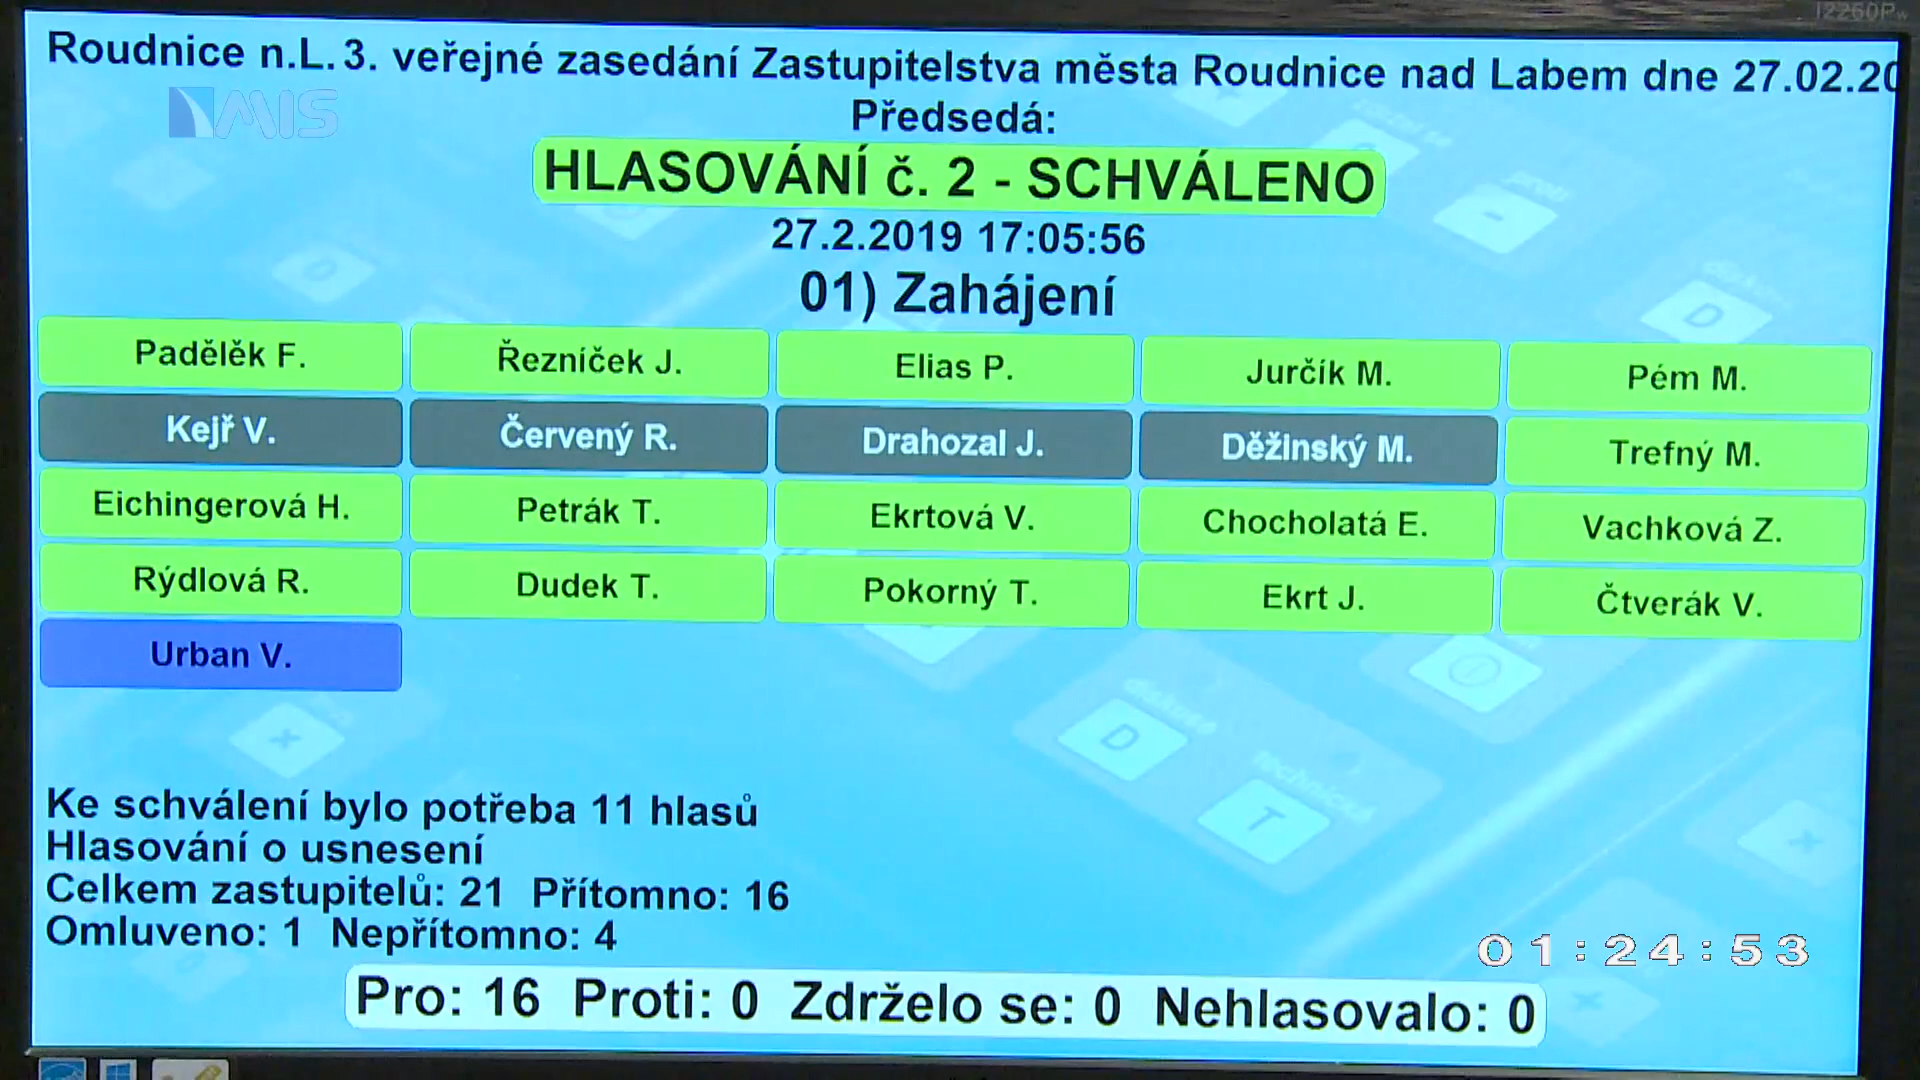 I2260Pw
Roudnice n.L. 3. veřejné zasedání Zastupitelstva města Roudnice nad Labem dne 27.02.20
MIS
Předsedá:
HLASOVÁNÍ č. 2 - SCHVÁLENO
27.2.2019 17:05:56
01) Zahájení
Padělěk F. Řezníček J. Elias P. Jurčík M. Pém M.
Kejř V. Červený R. Drahozal J. Děžinský M. Trefný M.
Eichingerová H. Petrák T. Ekrtová V. Chocholatá E. Vachková Z.
Rýdlová R. Dudek T. Pokorný T. Ekrt J. Čtverák V.
Urban V.
Ke schválení bylo potřeba 11 hlasů
Hlasování o usnesení
Celkem zastupitelů: 21 Přítomno: 16
Omluveno: 1 Nepřítomno: 4
01:24:53
Pro: 16 Proti: 0 Zdrželo se: 0 Nehlasovalo: 0